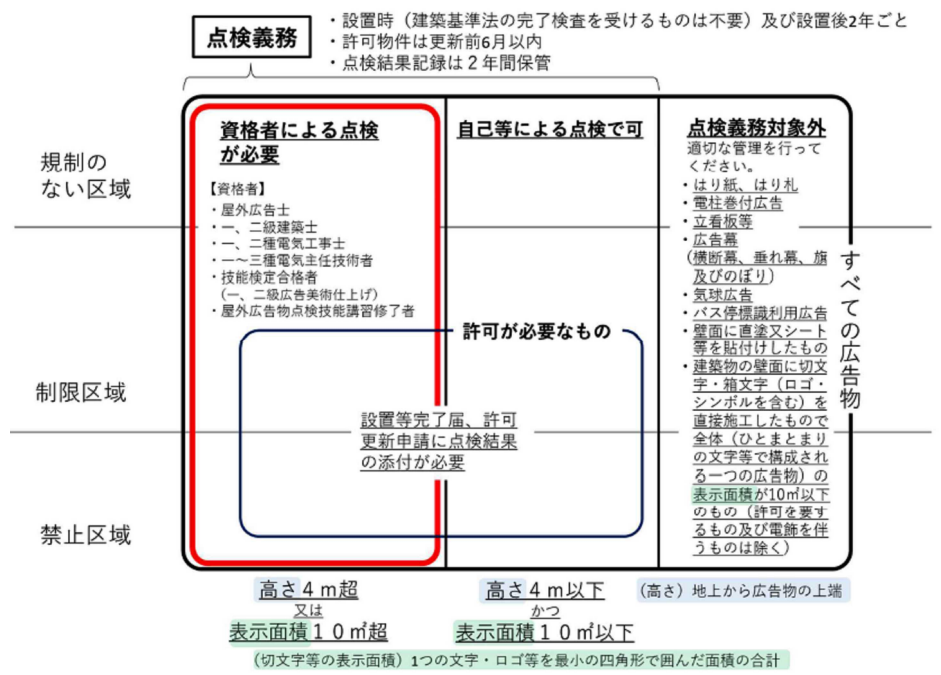 点検義務
・設置時（建築基準法の完了検査を受けるものは不要）及び設置後2年ごと
・許可物件は更新前6月以内
・点検結果記録は２年間保管
規制の
ない区域
制限区域
禁止区域
資格者による点検
が必要
【資格者】
・屋外広告士
・一、二級建築士
・一、二種電気工事士
・一～三種電気主任技術者
・技能検定合格者
（一、二級広告美術仕上げ）
・屋外広告物点検技能講習修了者
自己等による点検で可
許可が必要なもの
設置等完了届、許可
更新申請に点検結果
の添付が必要
点検義務対象外
適切な管理を行って
ください。
・はり紙、はり札
・電柱巻付広告
・立看板等
・広告幕
（横断幕、垂れ幕、旗
及びのぼり）
・気球広告
・バス停標識利用広告
・壁面に直塗又シート
等を貼付けしたもの
・建築物の壁面に切文
字・箱文字（ロゴ・
シンボルを含む）を
直接施工したもので
全体（ひとまとまり
の文字等で構成され
る一つの広告物）の
表示面積が10㎡以下
のもの（許可を要す
るもの及び電飾を伴
うものは除く）
すべての広告物
高さ４ｍ超
又は
表示面積１０㎡超
高さ４ｍ以下
かつ
表示面積１０㎡以下
（高さ）地上から広告物の上端
（切文字等の表示面積）1つの文字・ロゴ等を最小の四角形で囲んだ面積の合計